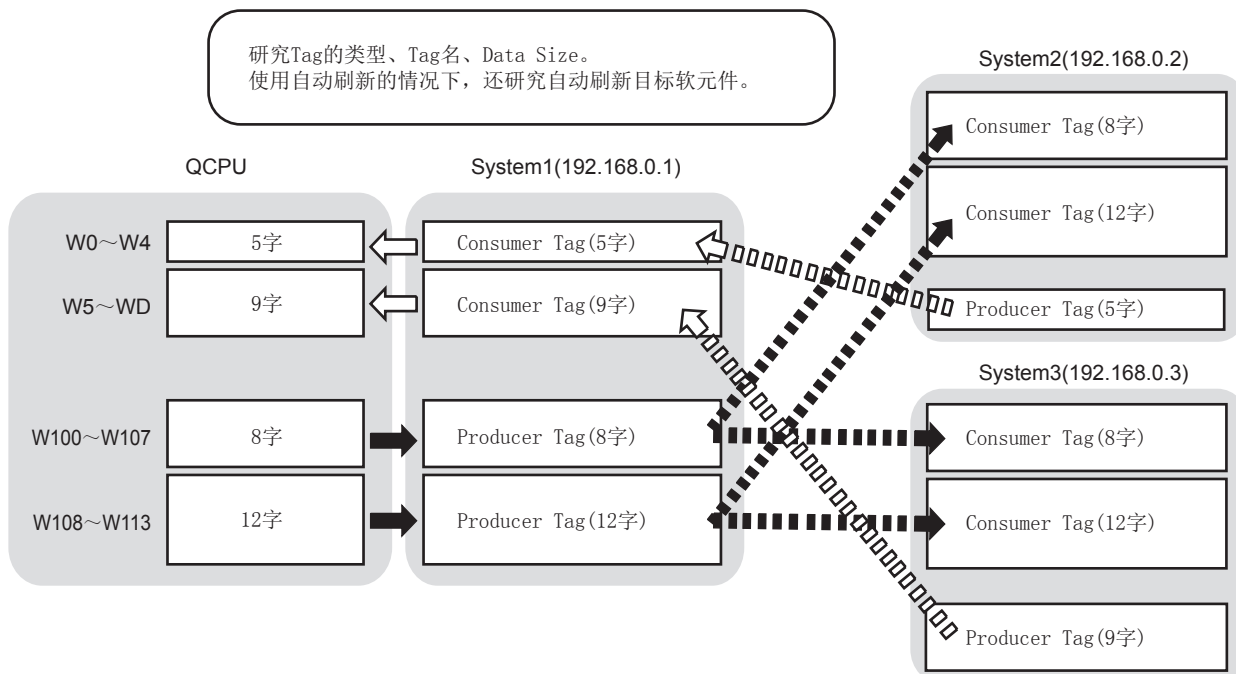 研究Tag的类型、Tag名、Data Size。
使用自动刷新的情况下，还研究自动刷新目标软元件。
QCPU
W0～W4
5字
W5～WD
9字
W100～W107
8字
W108～W113
12字
System1(192.168.0.1)
Consumer Tag(5字)
Consumer Tag(9字)
Producer Tag(8字)
Producer Tag(12字)
System2(192.168.0.2)
Consumer Tag(8字)
Consumer Tag(12字)
Producer Tag(5字)
System3(192.168.0.3)
Consumer Tag(8字)
Consumer Tag(12字)
Producer Tag(9字)